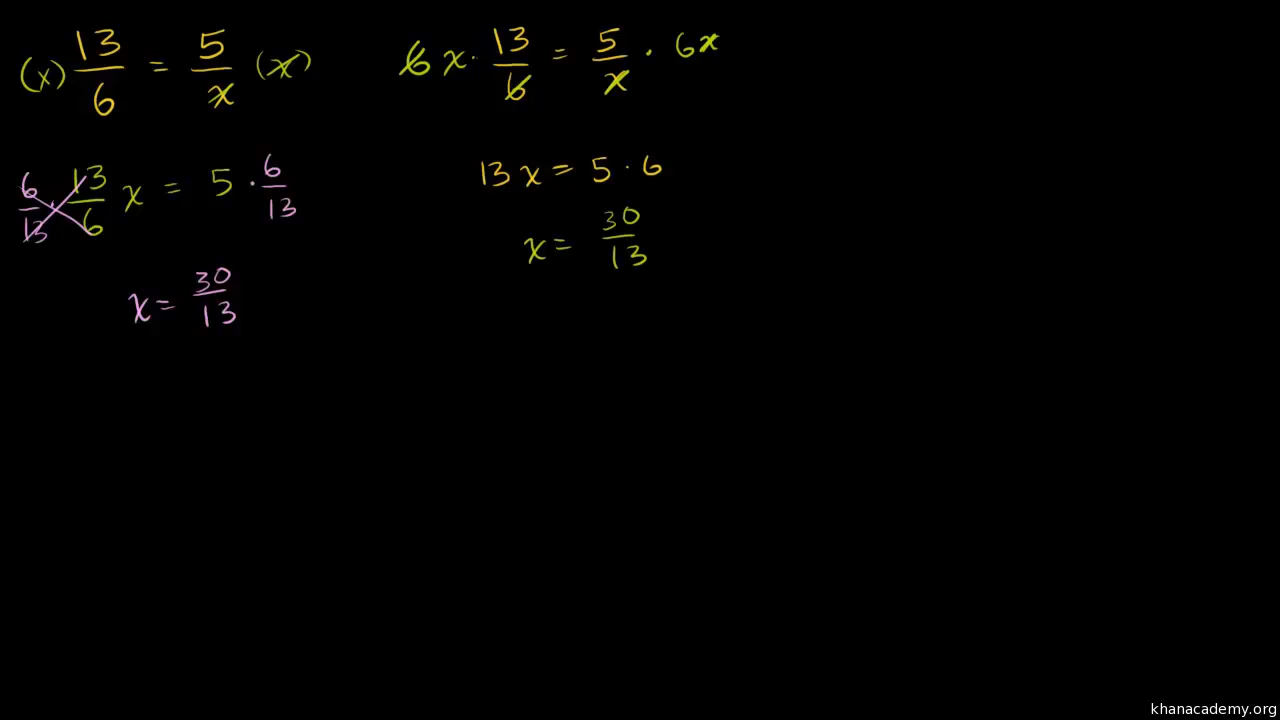 (x) 13/6 = 5/x (x)
6/13 · 13/6 x = 5 · 6/13
x = 30/13
6x · 13/6 = 5/x · 6x
13x = 5 · 6
x = 30/13
khanacademy.org